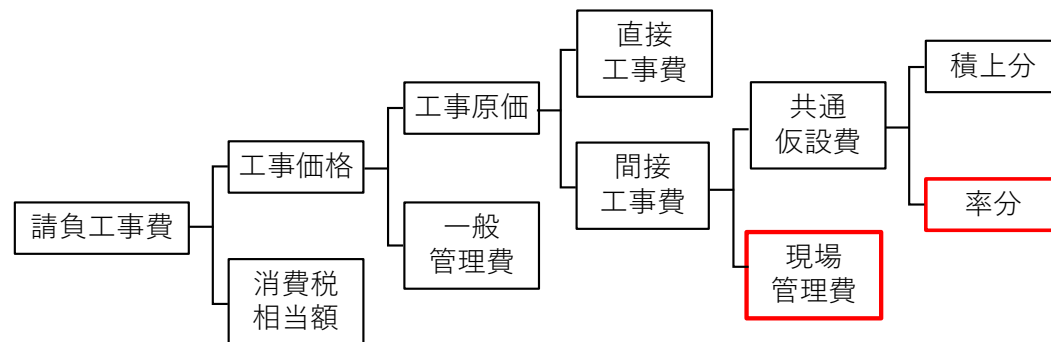 請負工事費
工事価格
消費税
相当額
工事原価
一般
管理費
直接
工事費
間接
工事費
共通
仮設費
現場
管理費
積上分
率分